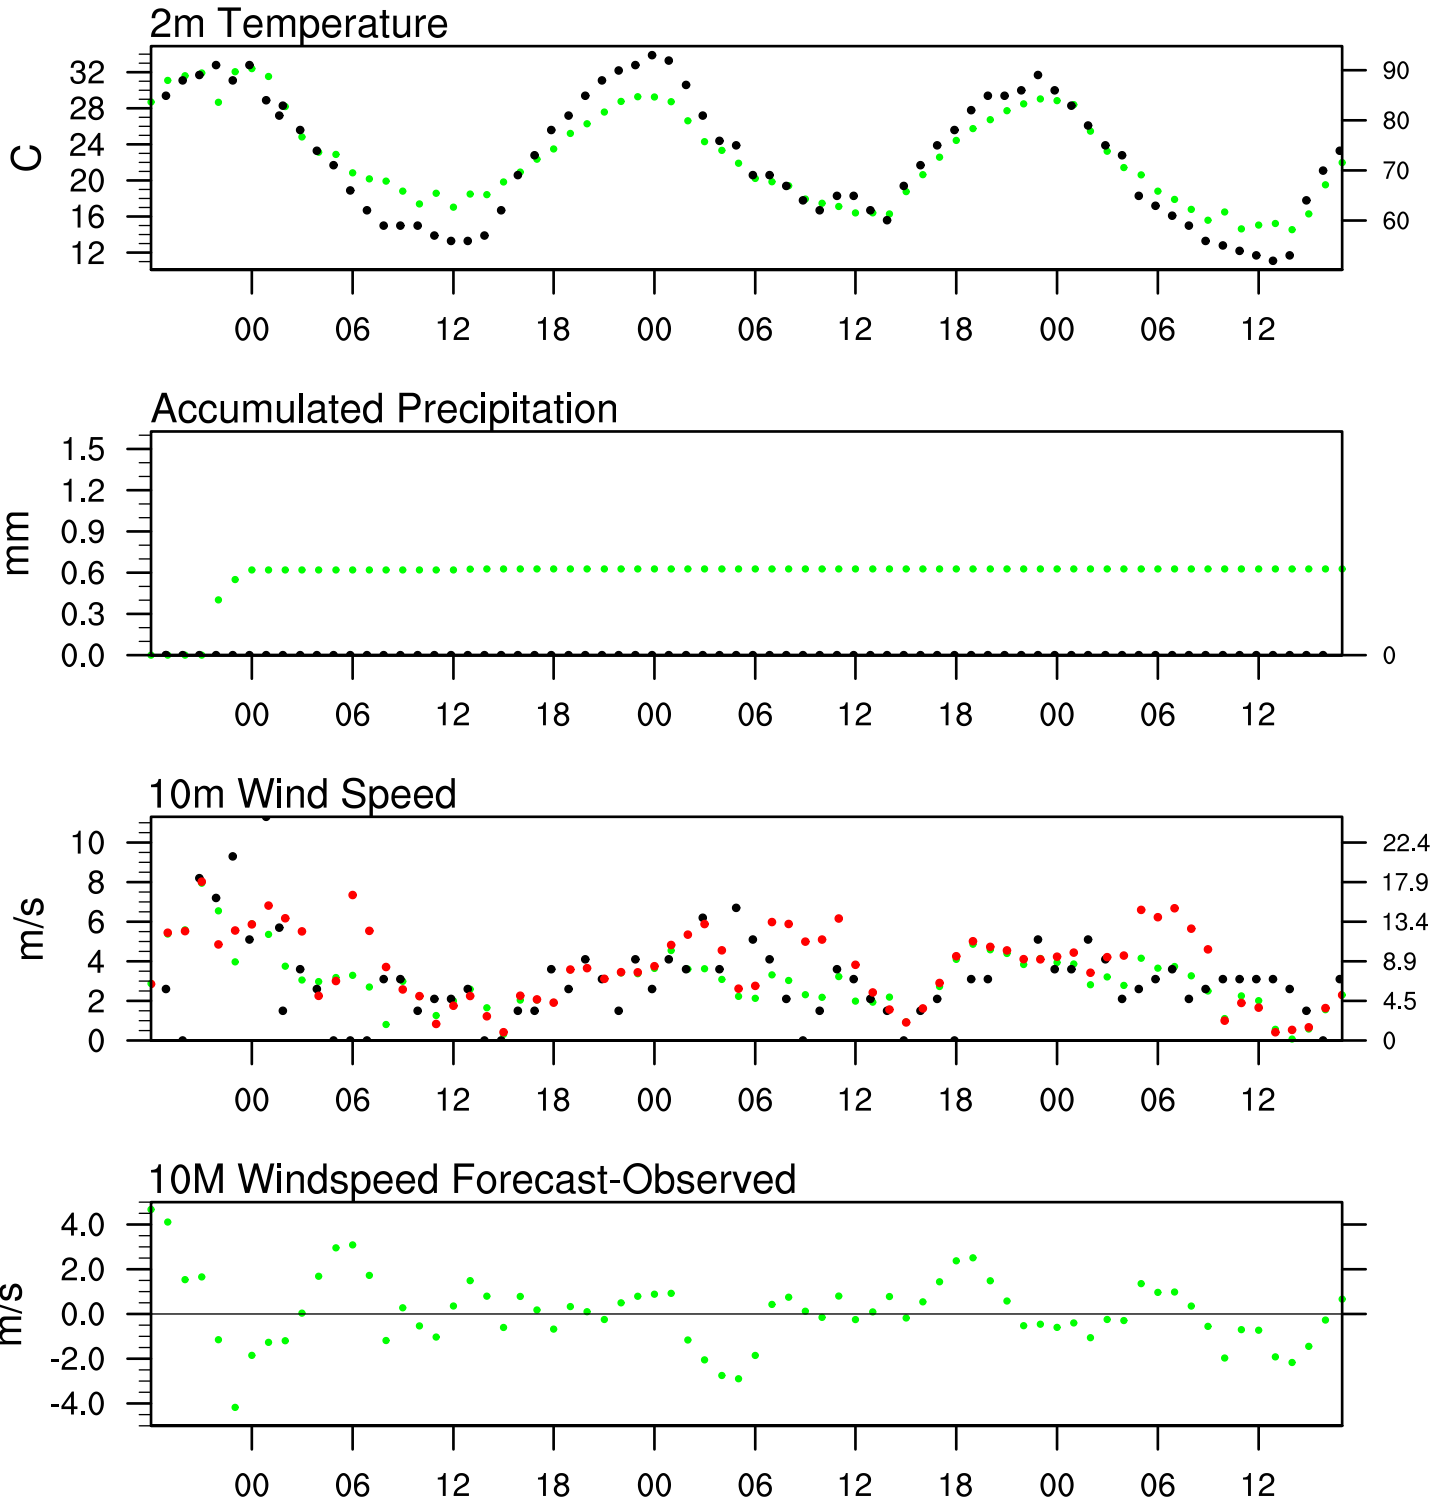 2m Temperature
C
32
28
24
20
16
12
90
80
70
60
00 06 12 18 00 06 12 18 00 06 12
Accumulated Precipitation
mm
1.5
1.2
0.9
0.6
0.3
0.0
0
00 06 12 18 00 06 12 18 00 06 12
10m Wind Speed
m/s
10
8
6
4
2
0
22.4
17.9
13.4
8.9
4.5
0
00 06 12 18 00 06 12 18 00 06 12
10M Windspeed Forecast-Observed
m/s
4.0
2.0
0.0
-2.0
-4.0
00 06 12 18 00 06 12 18 00 06 12